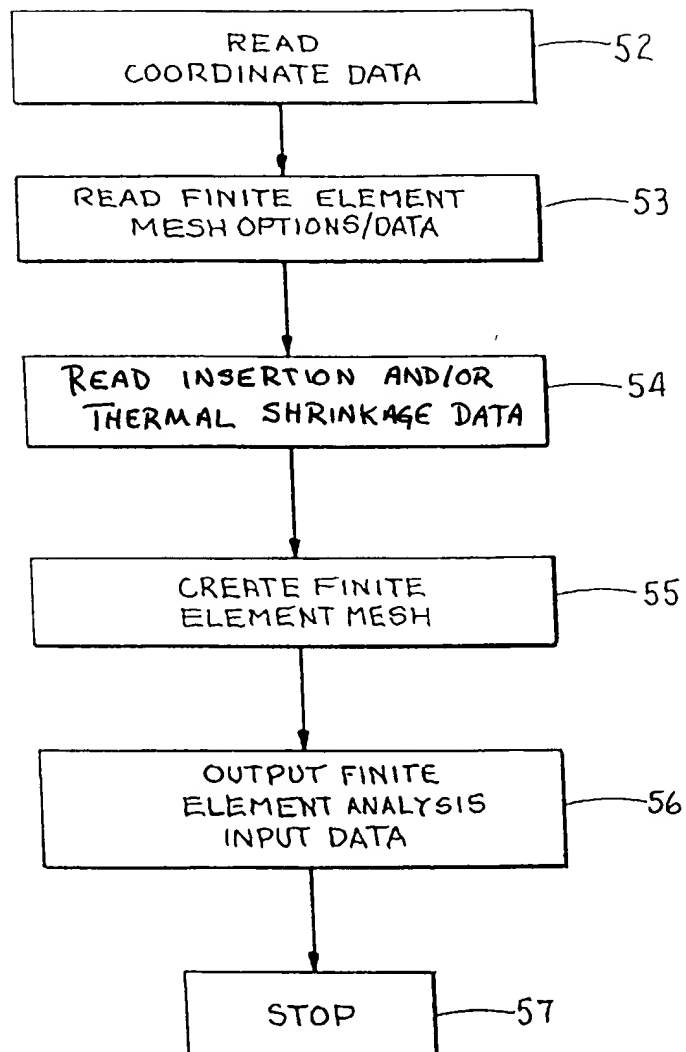 READ
COORDINATE DATA
52
READ FINITE ELEMENT
MESH OPTIONS/DATA
53
READ INSERTION AND/OR
THERMAL SHRINKAGE DATA
54
CREATE FINITE
ELEMENT MESH
55
OUTPUT FINITE
ELEMENT ANALYSIS
INPUT DATA
56
STOP
57